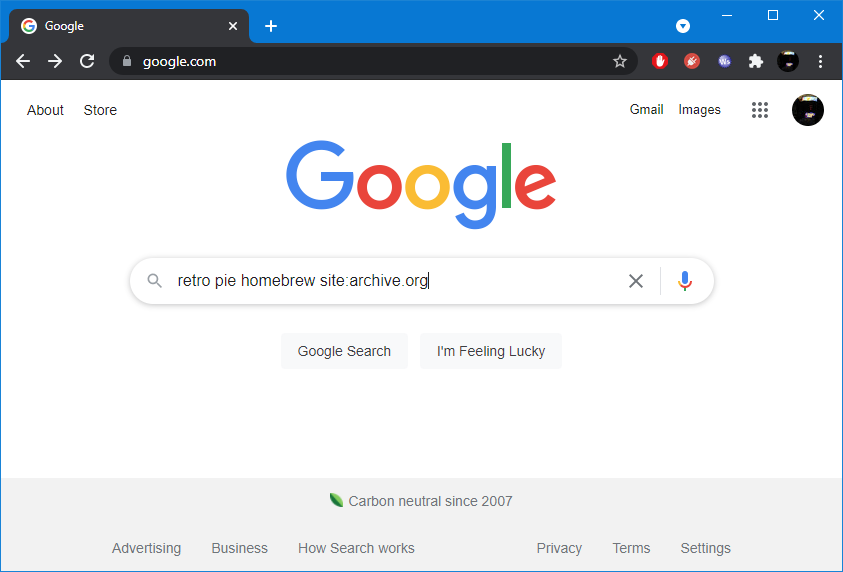 Google
google.com
Ws
About Store Gmail Images
Google
retro pie homebrew site:archive.org
Google Search I'm Feeling Lucky
Carbon neutral since 2007
Advertising Business How Search works Privacy Terms Settings